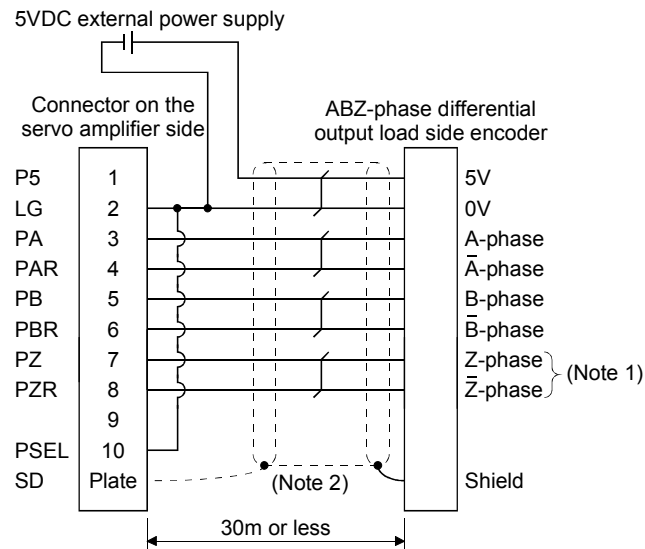 5VDC external power supply
Connector on the
servo amplifier side
ABZ-phase differential
output load side encoder
P5 1 5V
LG 2 0V
PA 3 A-phase
PAR 4 A̅-phase
PB 5 B-phase
PBR 6 B̅-phase
PZ 7 Z-phase
PZR 8 Z̅-phase
(Note 1)
9
PSEL 10
SD Plate (Note 2) Shield
30m or less